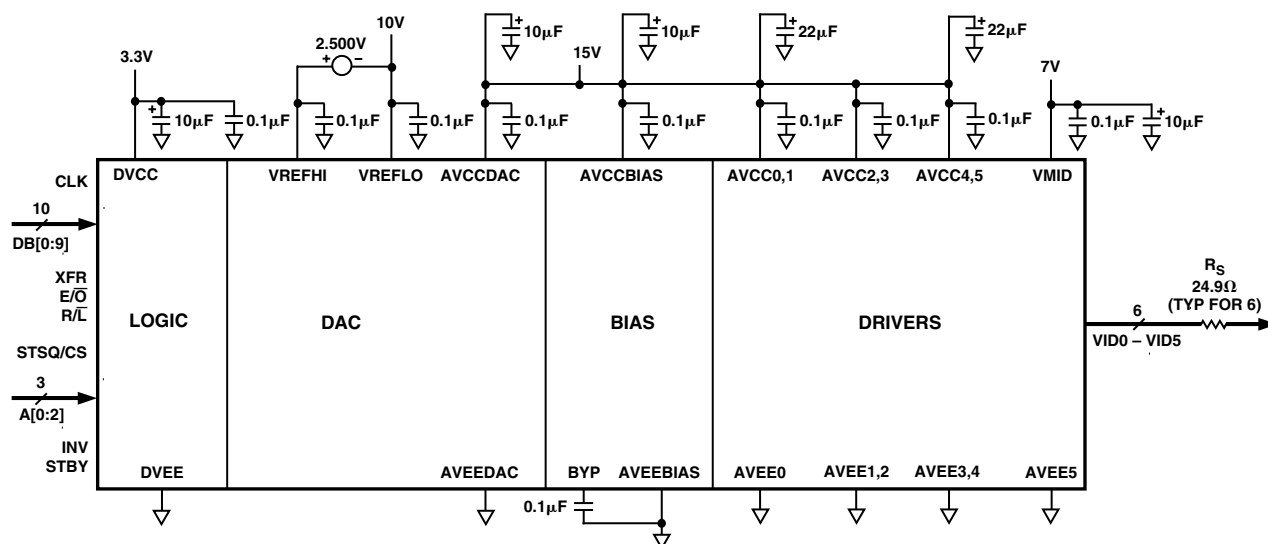 10V
2.500V
+
−
3.3V
+
10µF
0.1µF
0.1µF
0.1µF
+
10µF
0.1µF
15V
+
10µF
0.1µF
+
22µF
0.1µF
0.1µF
+
22µF
0.1µF
7V
0.1µF
+
10µF
DVCC
VREFHI
VREFLO
AVCCDAC
AVCCBIAS
AVCC0,1
AVCC2,3
AVCC4,5
VMID
CLK
10
DB[0:9]
XFR
E/O̅
R/L̅
STSQ/CS
3
A[0:2]
INV
STBY
LOGIC
DAC
BIAS
DRIVERS
RS
24.9Ω
(TYP FOR 6)
6
VID0 – VID5
DVEE
AVEEDAC
BYP
AVEEBIAS
AVEE0
AVEE1,2
AVEE3,4
AVEE5
0.1µF